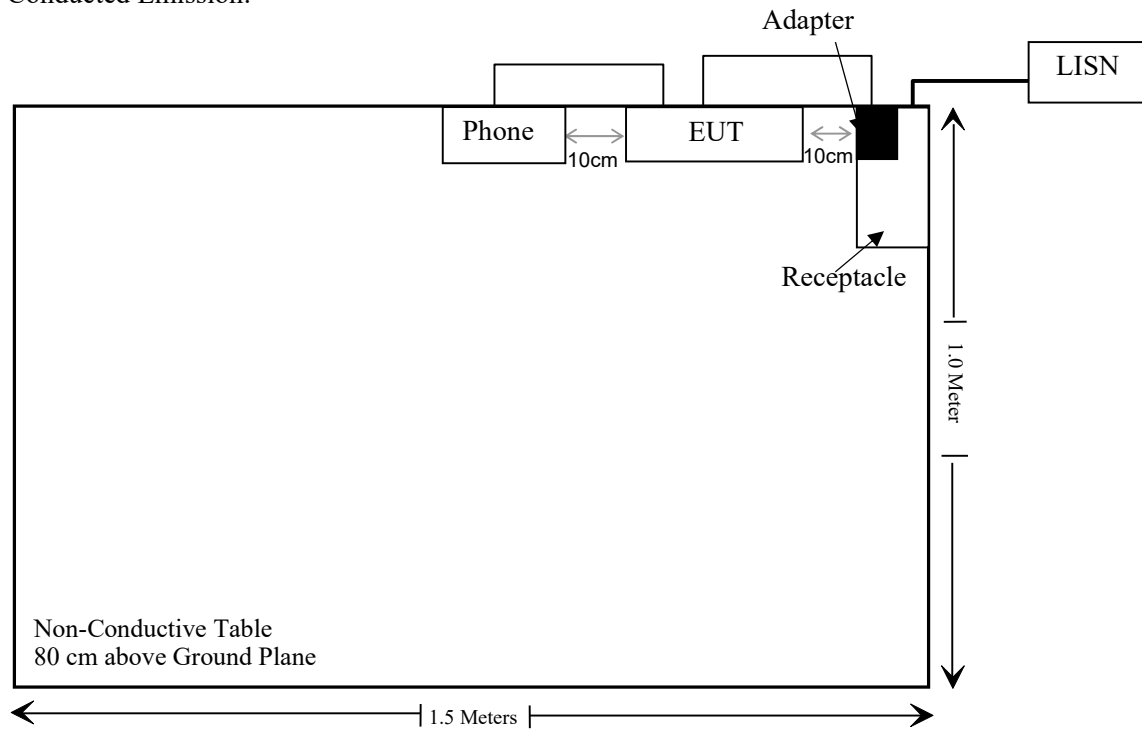 Conducted Emission:
Adapter
LISN
Phone
EUT
10cm
10cm
Receptacle
1.0 Meter
Non-Conductive Table
80 cm above Ground Plane
1.5 Meters